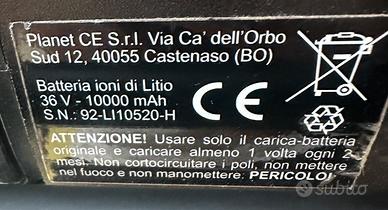 Planet CE S.r.l. Via Ca' dell'Orbo
Sud 12, 40055 Castenaso (BO)
Batteria ioni di Litio
36 V - 10000 mAh
S.N.: 92-LI10520-H
CE
ATTENZIONE! Usare solo il carica-batteria
originale e caricare almeno 1 volta ogni 2
mesi. Non cortocircuitare i poli, non mettere
nel fuoco e non manomettere. PERICOLO!
subito